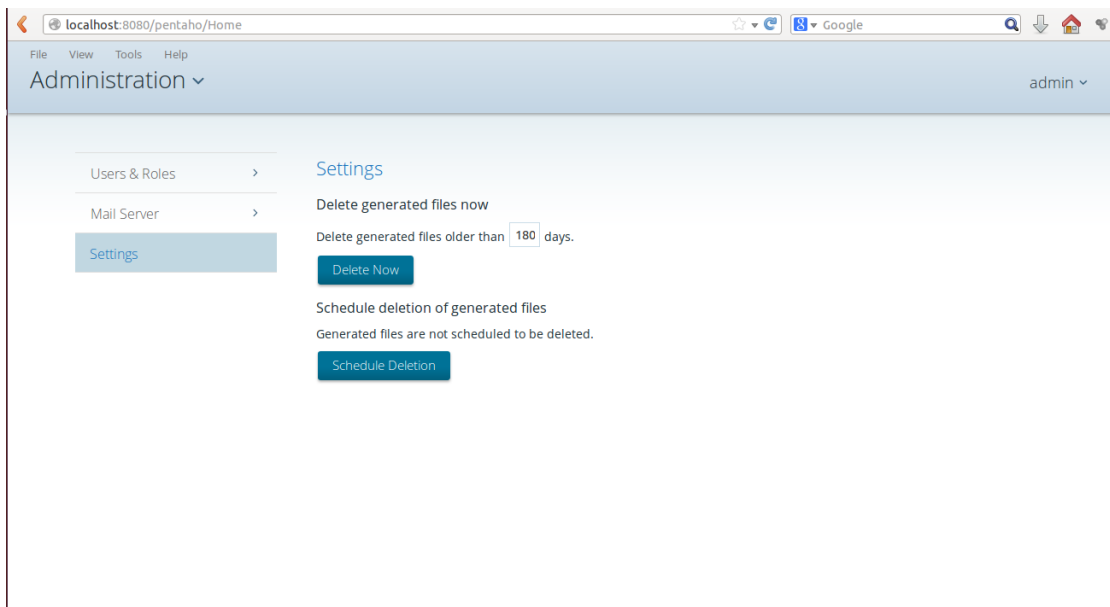 localhost:8080/pentaho/Home
Google
File View Tools Help
Administration
admin
Users & Roles
Mail Server
Settings
Settings
Delete generated files now
Delete generated files older than 180 days.
Delete Now
Schedule deletion of generated files
Generated files are not scheduled to be deleted.
Schedule Deletion